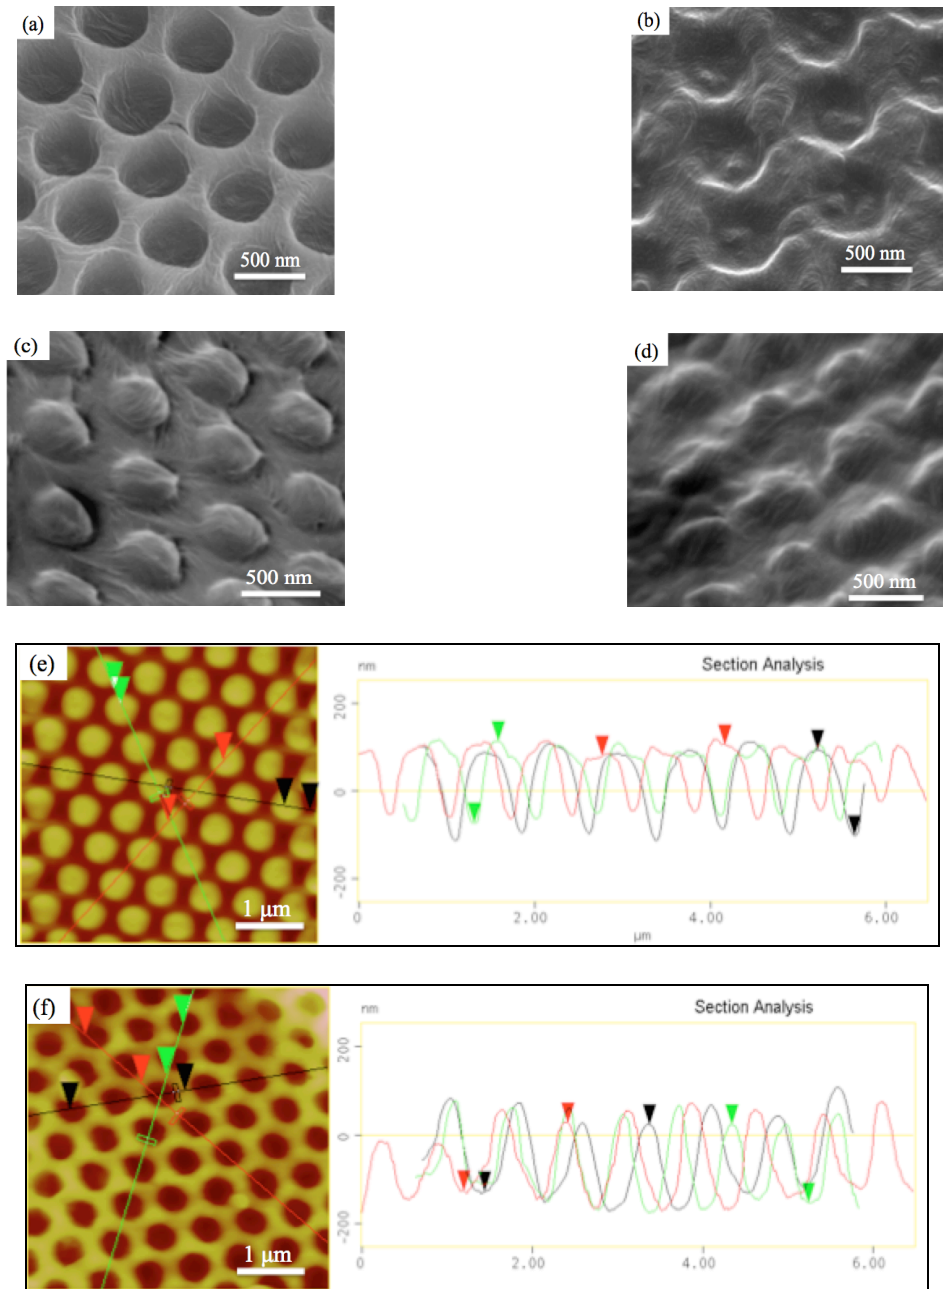 (a)
500 nm
(b)
500 nm
(c)
500 nm
(d)
500 nm
(e)
1 μm
nm
Section Analysis
200
0
-200
0
2.00
4.00
6.00
μm
(f)
1 μm
nm
Section Analysis
200
0
-200
0
2.00
4.00
6.00